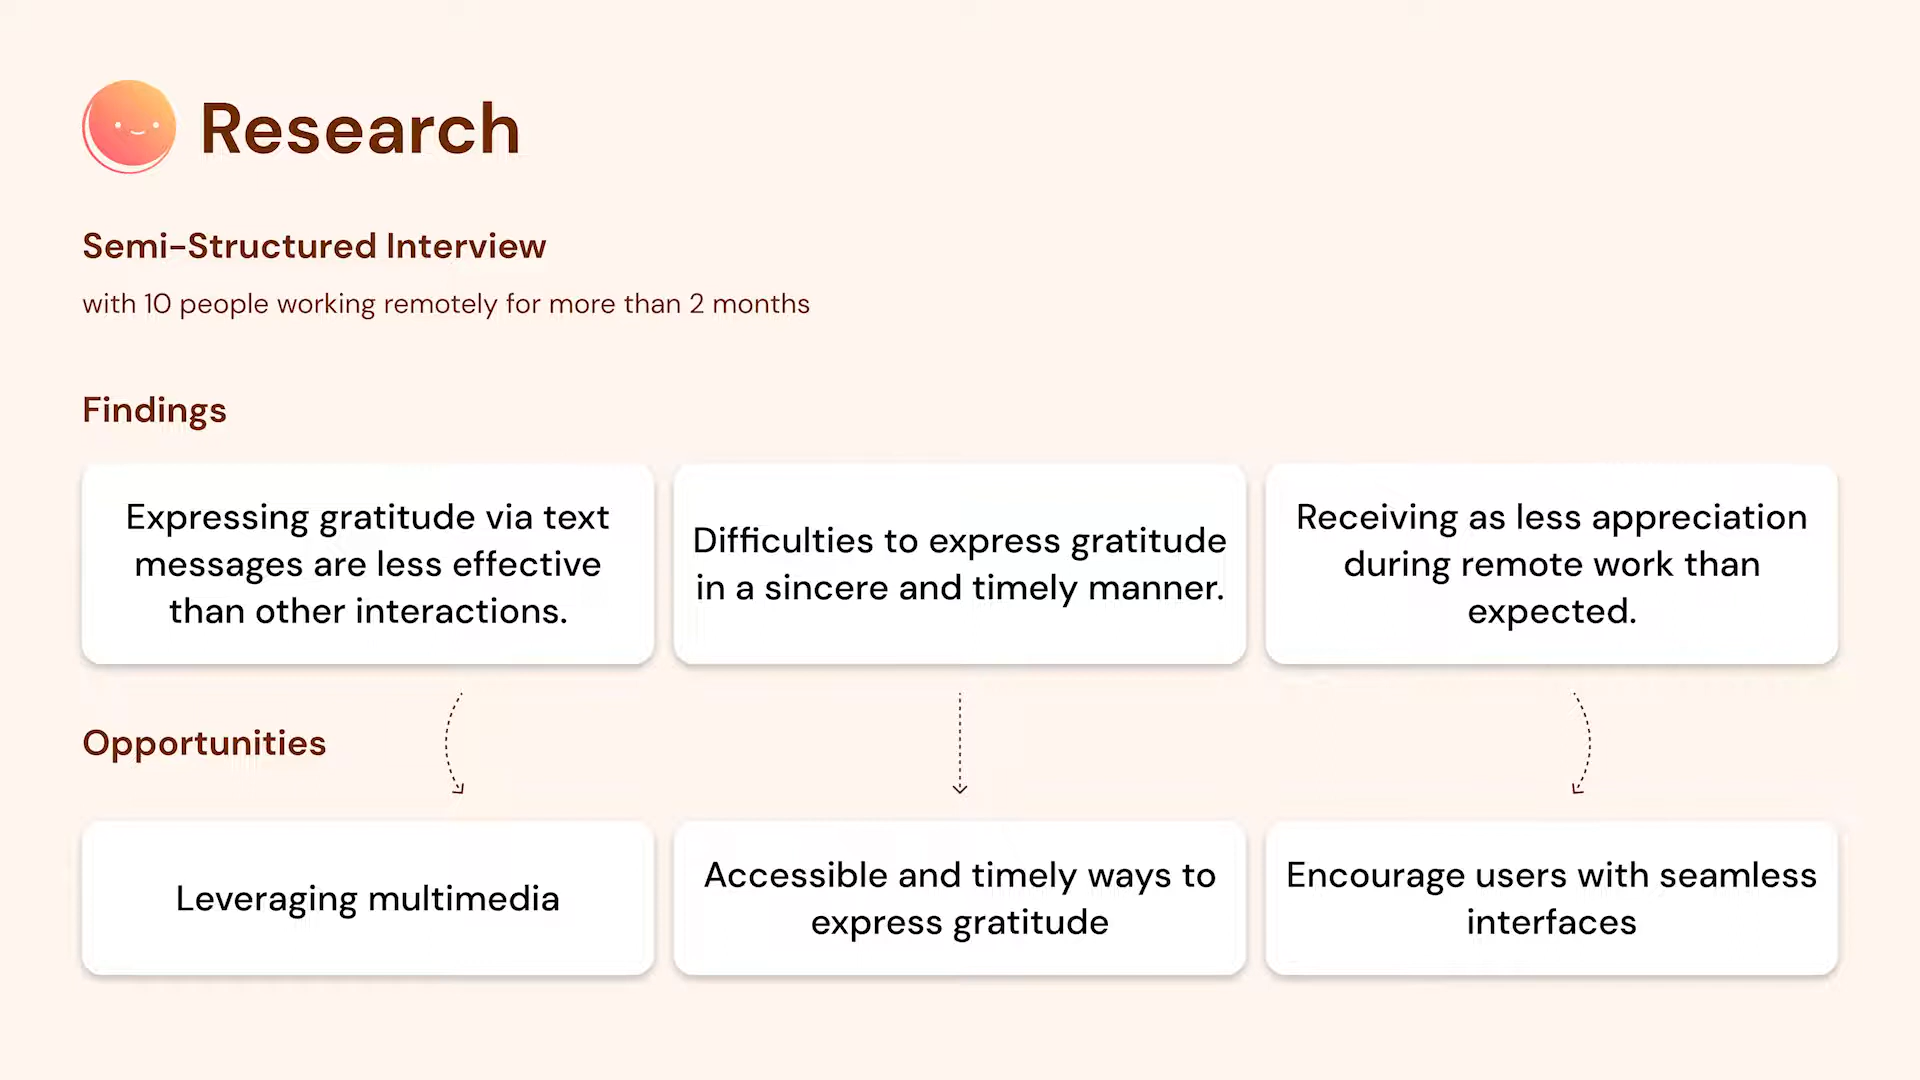 Research
Semi-Structured Interview
with 10 people working remotely for more than 2 months
Findings
Expressing gratitude via text
messages are less effective
than other interactions.
Difficulties to express gratitude
in a sincere and timely manner.
Receiving as less appreciation
during remote work than
expected.
Opportunities
Leveraging multimedia
Accessible and timely ways to
express gratitude
Encourage users with seamless
interfaces